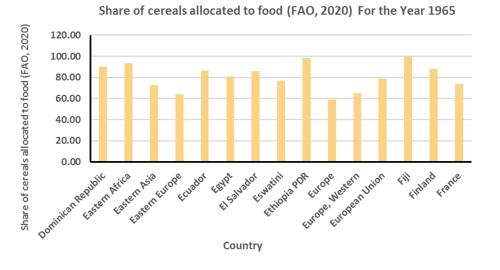 Share of cereals allocated to food (FAO, 2020) For the Year 1965
Share of cereals allocated to food (FAO, 2020)
120.00
100.00
80.00
60.00
40.00
20.00
0.00
Dominican Republic
Eastern Africa
Eastern Asia
Eastern Europe
Ecuador
Egypt
El Salvador
Eswatini
Ethiopia PDR
Europe
Europe, Western
European Union
Fiji
Finland
France
Country